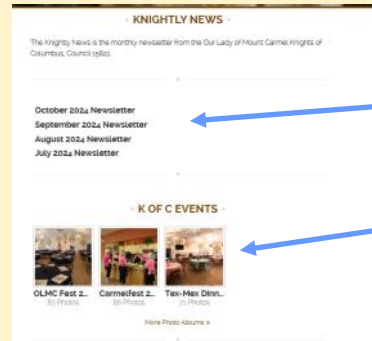 · KNIGHTLY NEWS ·
The Knightly News is the monthly newsletter from the Our Lady of Mount Carmel Knights of
Columbus, Council 15821.
October 2024 Newsletter
September 2024 Newsletter
August 2024 Newsletter
July 2024 Newsletter
· K OF C EVENTS ·
OLMC Fest 2... Carmelfest 2... Tex-Mex Dinn...
Photos 86 Photos Photos
More Photo Albums »